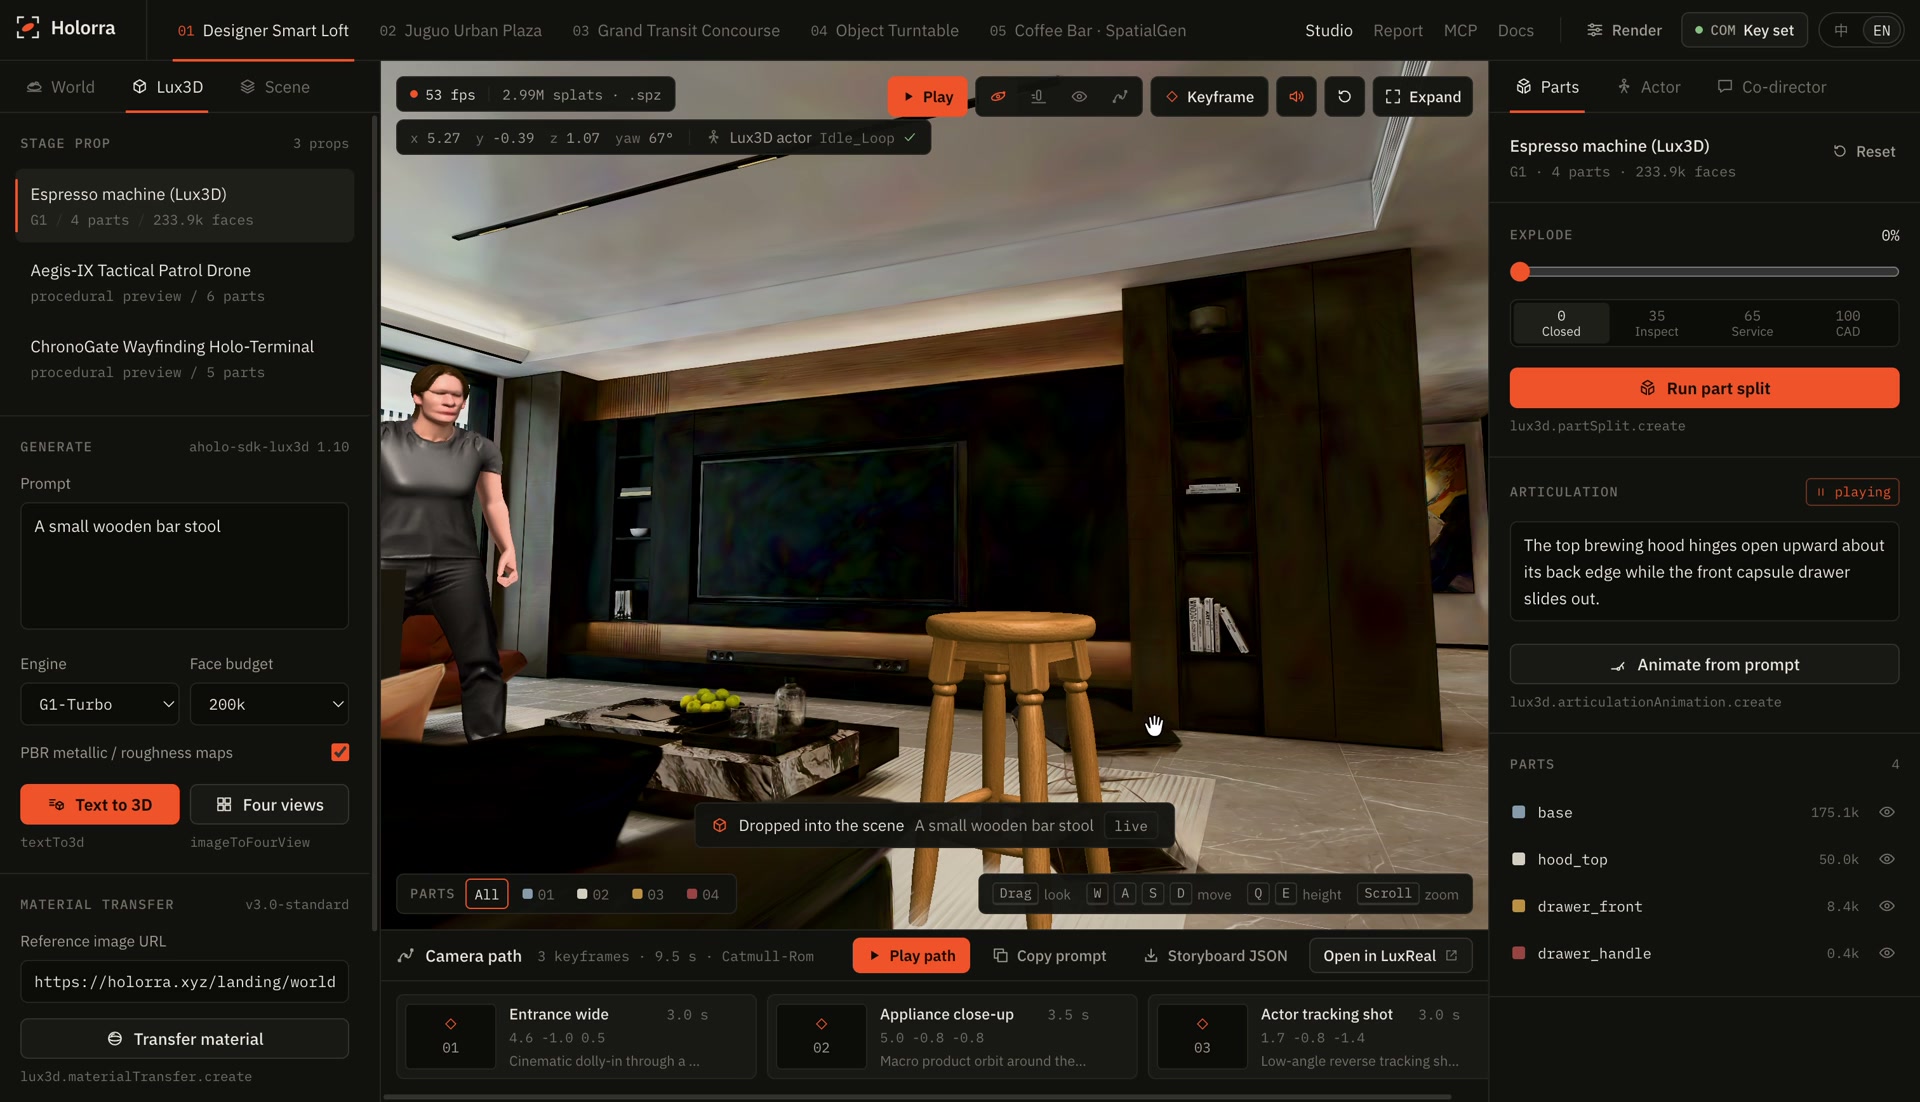 Holorra
01 Designer Smart Loft
02 Juguo Urban Plaza
03 Grand Transit Concourse
04 Object Turntable
05 Coffee Bar · SpatialGen
Studio
Report
MCP
Docs
Render
COM Key set
中 EN
World
Lux3D
Scene
STAGE PROP 3 props
Espresso machine (Lux3D)
G1 / 4 parts / 233.9k faces
Aegis-IX Tactical Patrol Drone
procedural preview / 6 parts
ChronoGate Wayfinding Holo-Terminal
procedural preview / 5 parts
GENERATE aholo-sdk-lux3d 1.10
Prompt
A small wooden bar stool
Engine Face budget
G1-Turbo 200k
PBR metallic / roughness maps
Text to 3D Four views
textTo3d imageToFourView
MATERIAL TRANSFER v3.0-standard
Reference image URL
https://holorra.xyz/landing/world
Transfer material
lux3d.materialTransfer.create
53 fps 2.99M splats · .spz
Play
Keyframe
Expand
x 5.27 y -0.39 z 1.07 yaw 67° Lux3D actor Idle_Loop
Dropped into the scene A small wooden bar stool live
PARTS All 01 02 03 04
Drag look W A S D move Q E height Scroll zoom
Camera path 3 keyframes · 9.5 s · Catmull-Rom
Play path
Copy prompt
Storyboard JSON
Open in LuxReal
01
Entrance wide 3.0 s
4.6 -1.0 0.5
Cinematic dolly-in through a ...
02
Appliance close-up 3.5 s
5.0 -0.8 -0.8
Macro product orbit around the...
03
Actor tracking shot 3.0 s
1.7 -0.8 -1.4
Low-angle reverse tracking sh...
Parts
Actor
Co-director
Espresso machine (Lux3D)
G1 · 4 parts · 233.9k faces
Reset
EXPLODE 0%
0 35 65 100
Closed Inspect Service CAD
Run part split
lux3d.partSplit.create
ARTICULATION playing
The top brewing hood hinges open upward about
its back edge while the front capsule drawer
slides out.
Animate from prompt
lux3d.articulationAnimation.create
PARTS 4
base 175.1k
hood_top 50.0k
drawer_front 8.4k
drawer_handle 0.4k